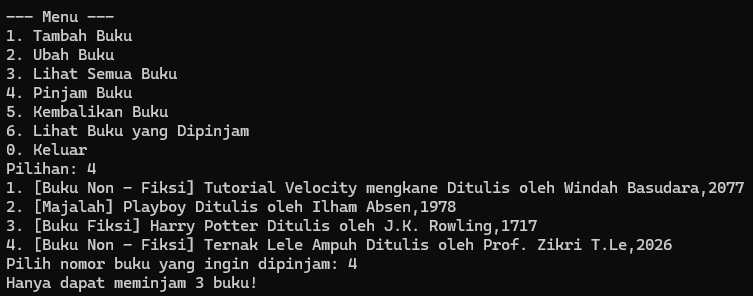 --- Menu ---
1. Tambah Buku
2. Ubah Buku
3. Lihat Semua Buku
4. Pinjam Buku
5. Kembalikan Buku
6. Lihat Buku yang Dipinjam
0. Keluar
Pilihan: 4
1. [Buku Non - Fiksi] Tutorial Velocity mengkane Ditulis oleh Windah Basudara,2077
2. [Majalah] Playboy Ditulis oleh Ilham Absen,1978
3. [Buku Fiksi] Harry Potter Ditulis oleh J.K. Rowling,1717
4. [Buku Non - Fiksi] Ternak Lele Ampuh Ditulis oleh Prof. Zikri T.Le,2026
Pilih nomor buku yang ingin dipinjam: 4
Hanya dapat meminjam 3 buku!